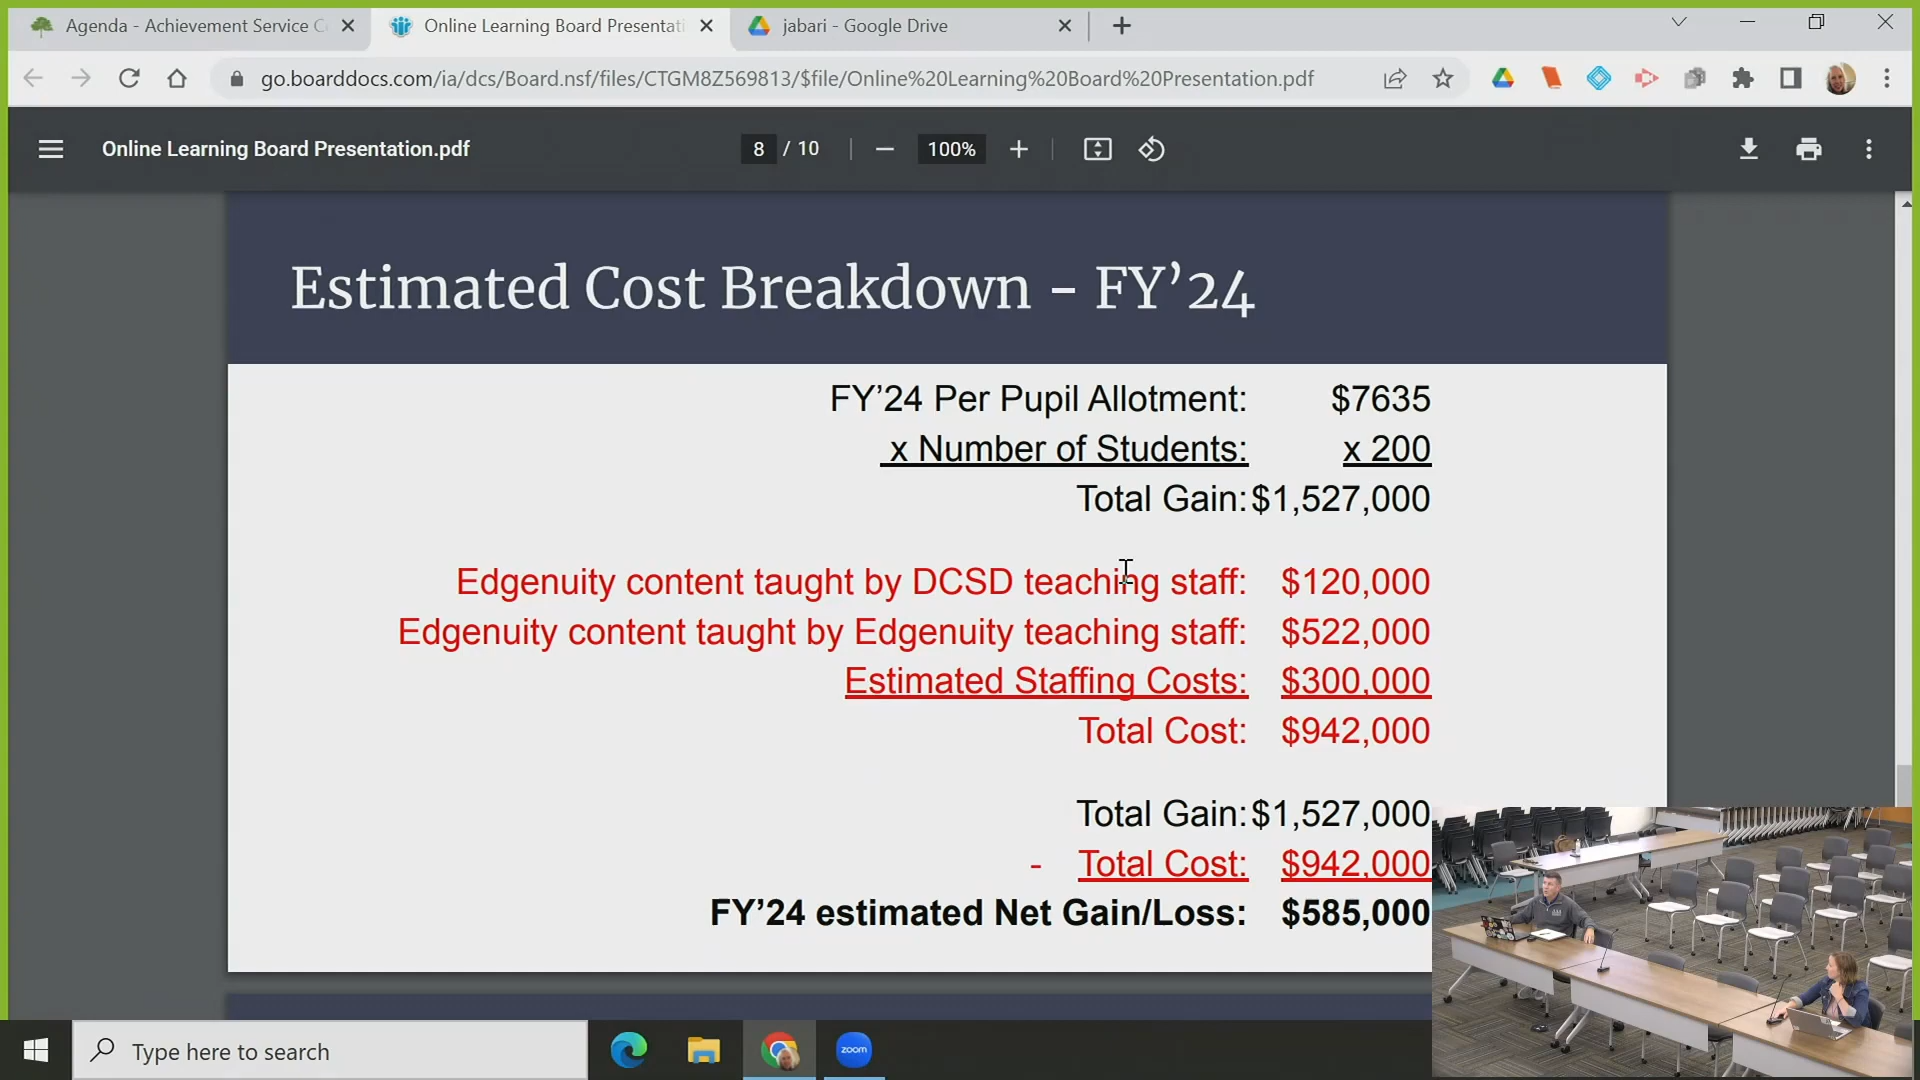 Agenda - Achievement Service C
Online Learning Board Presentati
jabari - Google Drive
go.boarddocs.com/ia/dcs/Board.nsf/files/CTGM8Z569813/$file/Online%20Learning%20Board%20Presentation.pdf
Online Learning Board Presentation.pdf
8 / 10
100%
Estimated Cost Breakdown - FY’24
FY’24 Per Pupil Allotment: $7635
x Number of Students: x 200
Total Gain: $1,527,000
Edgenuity content taught by DCSD teaching staff: $120,000
Edgenuity content taught by Edgenuity teaching staff: $522,000
Estimated Staffing Costs: $300,000
Total Cost: $942,000
Total Gain: $1,527,000
- Total Cost: $942,000
FY’24 estimated Net Gain/Loss: $585,000
Type here to search
zoom